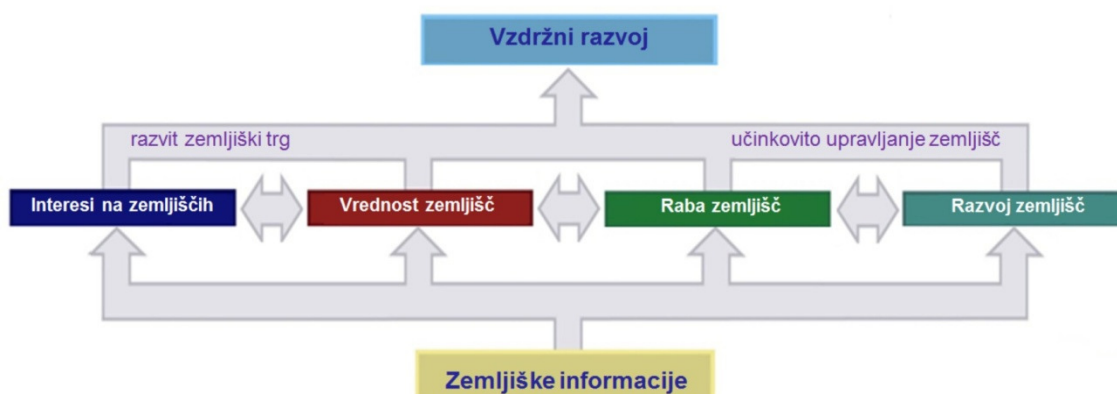 Vzdržni razvoj
razvit zemljiški trg
učinkovito upravljanje zemljišč
Interesi na zemljiščih
Vrednost zemljišč
Raba zemljišč
Razvoj zemljišč
Zemljiške informacije